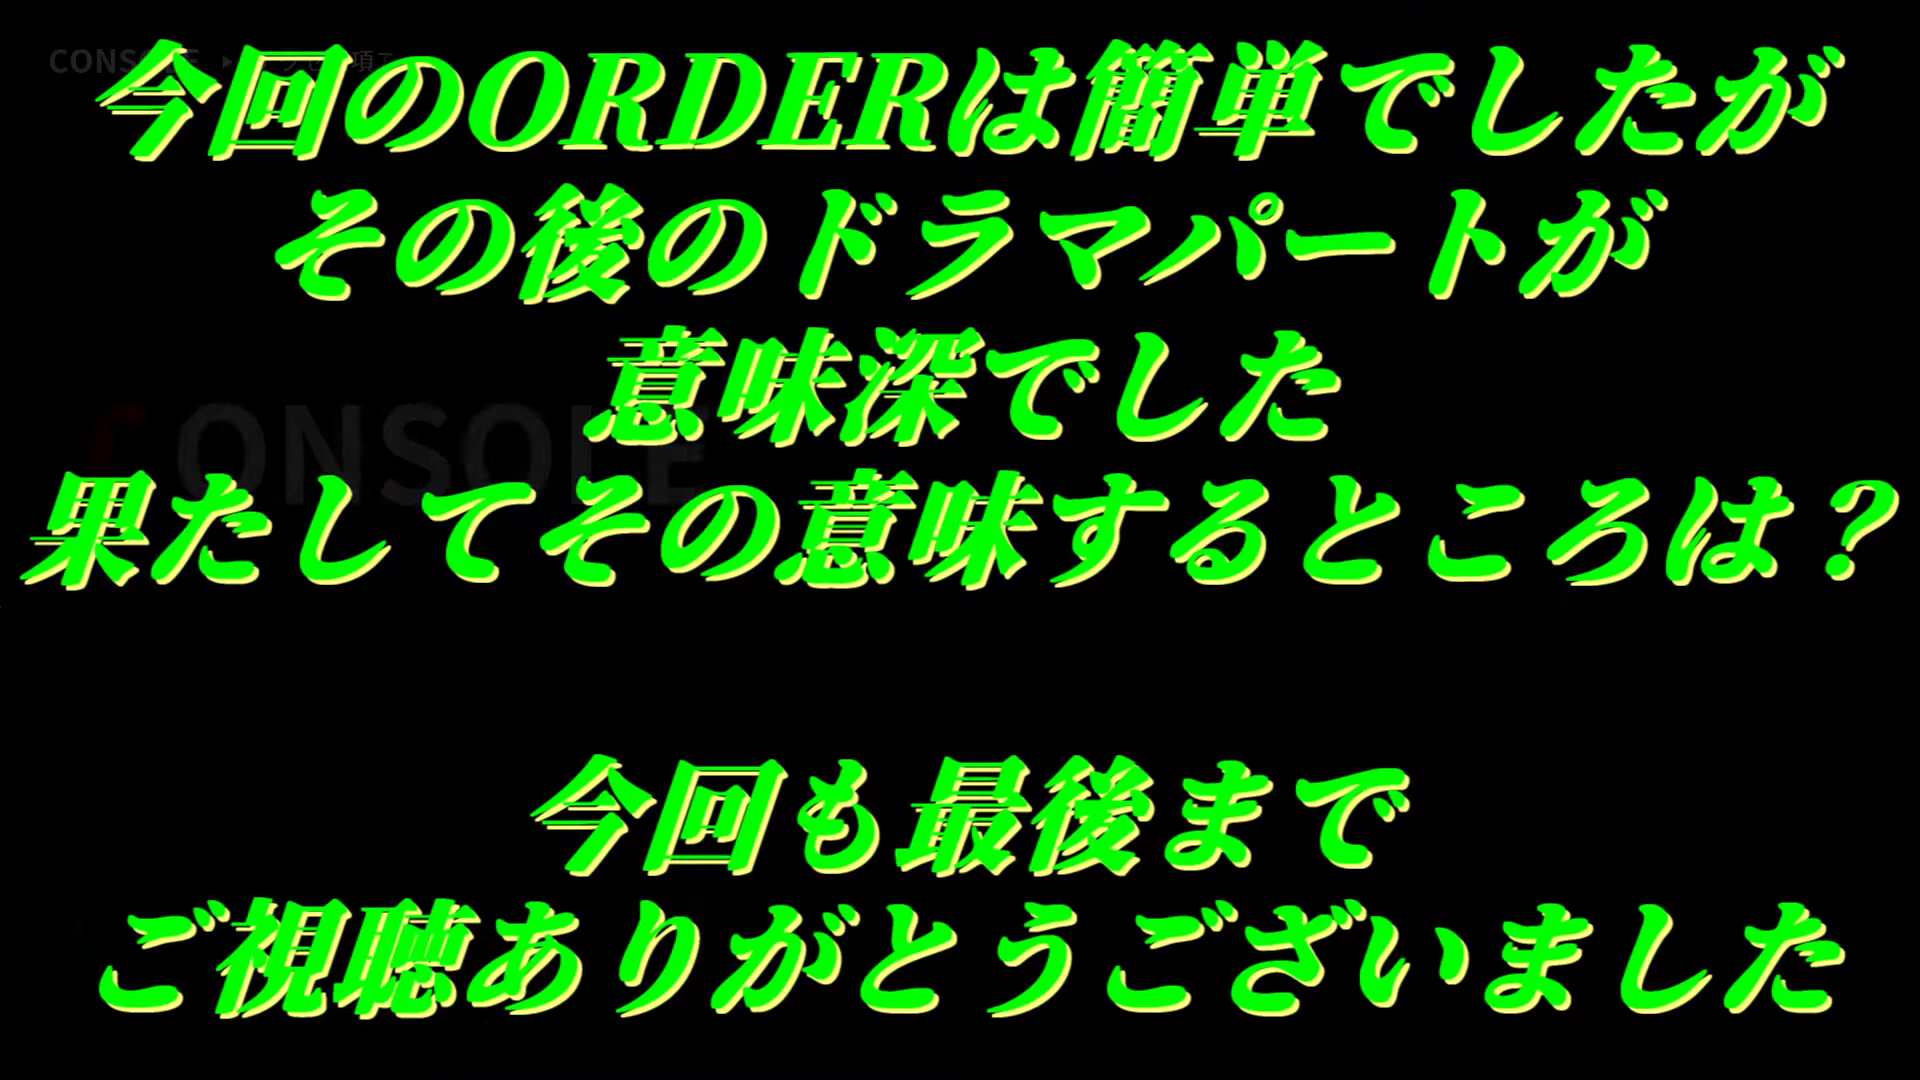 CONSOLE
今回のORDERは簡単でしたが
その後のドラマパートが
意味深でした
CONSOLE
果たしてその意味するところは？
今回も最後まで
ご視聴ありがとうございました